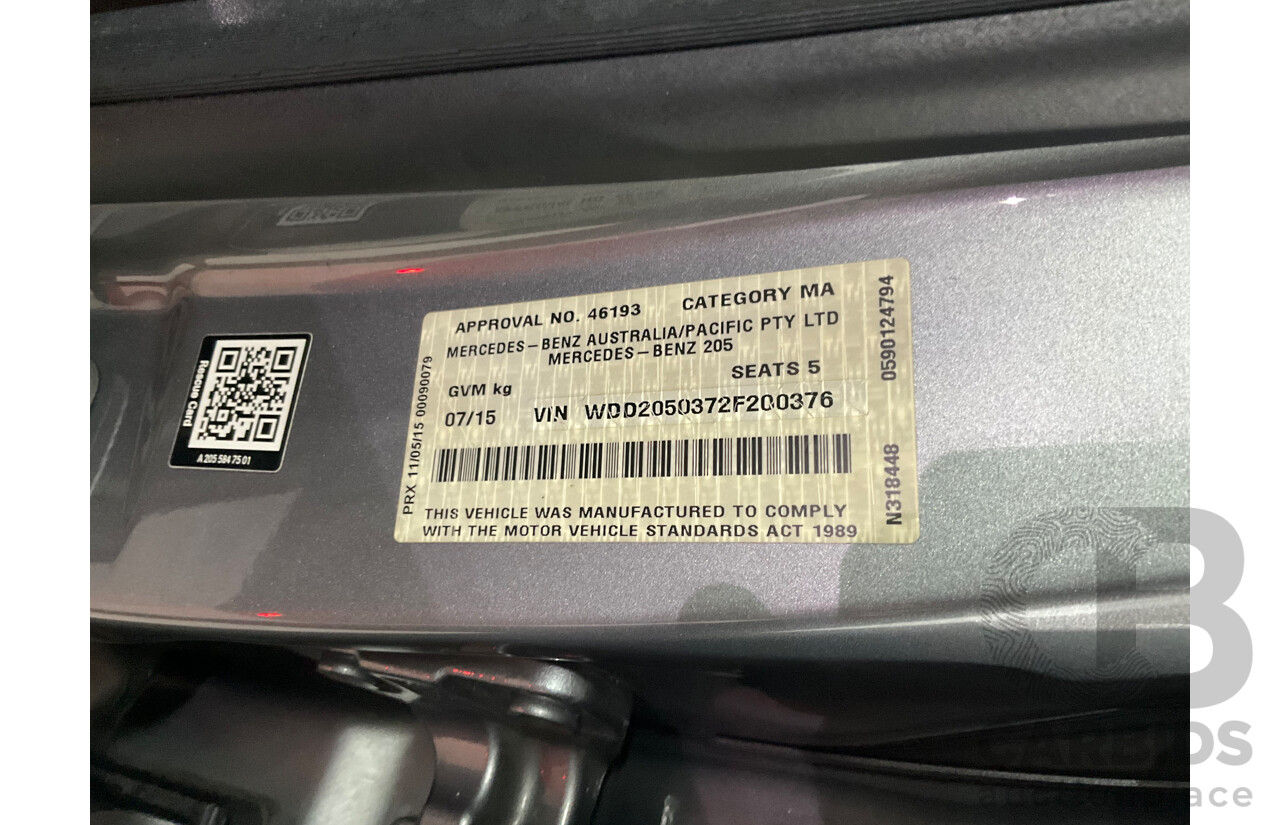 APPROVAL NO. 46193 CATEGORY MA
MERCEDES-BENZ AUSTRALIA/PACIFIC PTY LTD
MERCEDES-BENZ 205
GVM kg SEATS 5
07/15 VIN WDD2050372F200376
THIS VEHICLE WAS MANUFACTURED TO COMPLY
WITH THE MOTOR VEHICLE STANDARDS ACT 1989
PRX 11/05/15 00090079
0590124794
N318448
Rescue Card
A 205 584 75 01
CB
CARBIDS